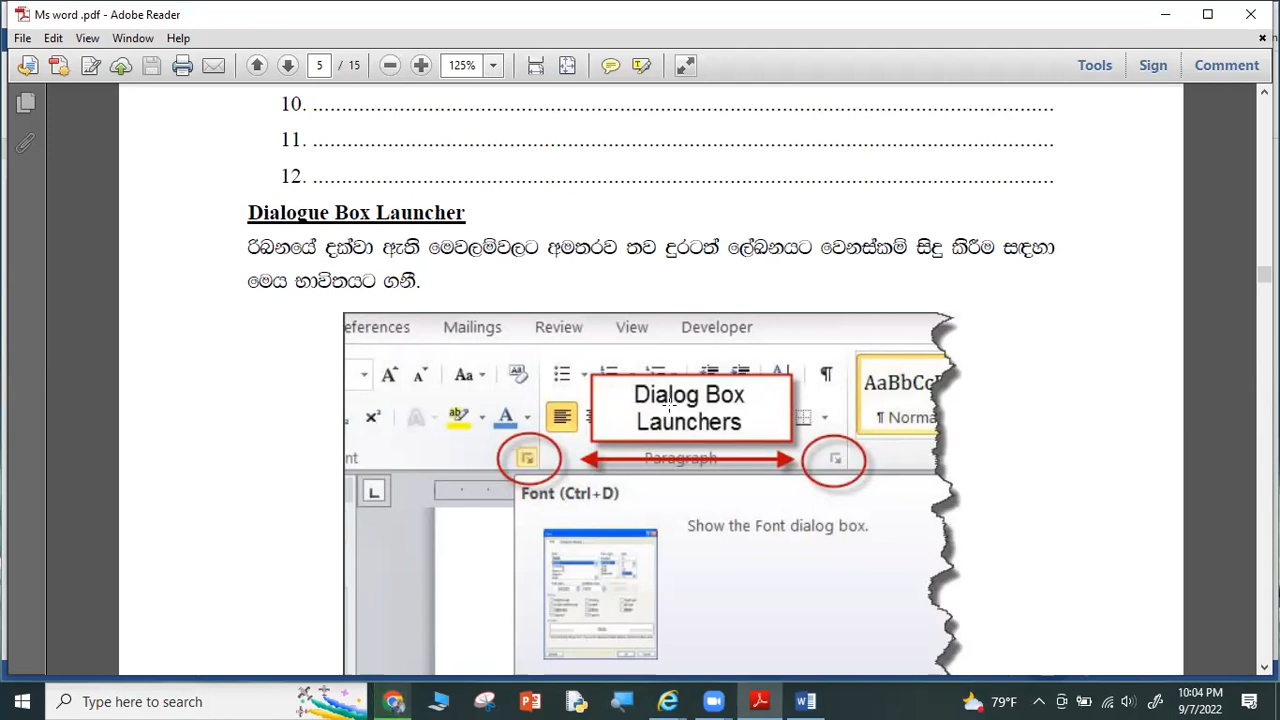 Ms word .pdf - Adobe Reader
File Edit View Window Help
5 / 15 125% Tools Sign Comment
10. ................................................................................................................................
11. ................................................................................................................................
12. ................................................................................................................................
Dialogue Box Launcher
රිබනයේ දක්වා ඇති මෙවලම්වලට අමතරව තව දුරටත් ලේඛනයට වෙනස්කම් සිදු කිරීම සඳහා
මෙය භාවිතයට ගනී.
eferences Mailings Review View Developer
Aa
Dialog Box
Launchers
AaBbCc
¶ Norma
nt Paragraph
Font (Ctrl+D)
Show the Font dialog box.
Type here to search
79°F
10:04 PM
9/7/2022